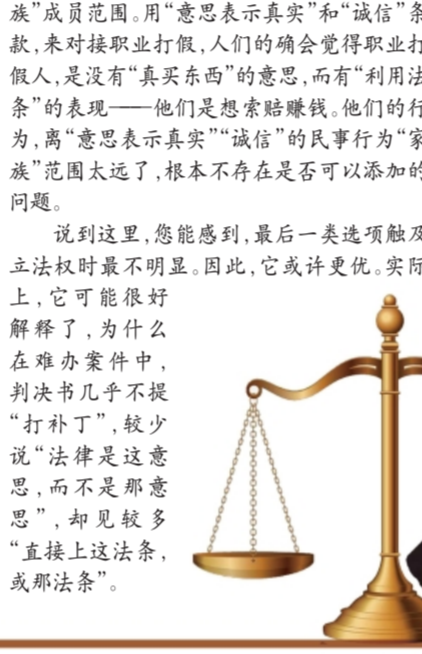 族”成员范围。用“意思表示真实”和“诚信”条
款，来对接职业打假，人们的确会觉得职业打
假人，是没有“真买东西”的意思，而有“利用法
条”的表现——他们是想索赔赚钱。他们的行
为，离“意思表示真实”“诚信”的民事行为“家
族”范围太远了，根本不存在是否可以添加的
问题。
说到这里，您能感到，最后一类选项触及
立法权时最不明显。因此，它或许更优。实际
上，它可能很好
解释了，为什么
在难办案件中，
判决书几乎不提
“打补丁”，较少
说“法律是这意
思，而不是那意
思”，却见较多
“直接上这法条，
或那法条”。